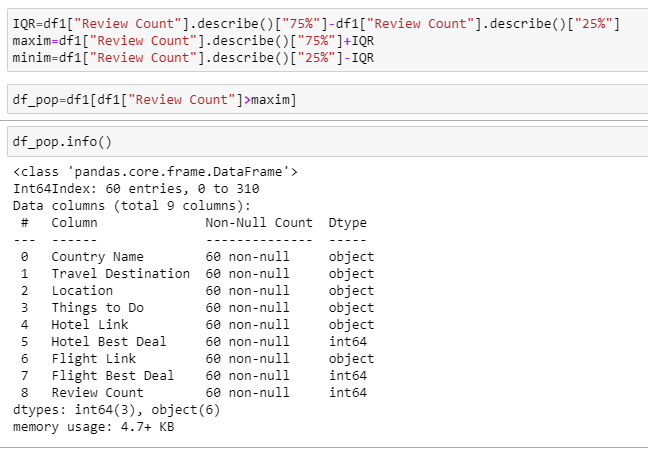 IQR=df1["Review Count"].describe()["75%"]-df1["Review Count"].describe()["25%"]
maxim=df1["Review Count"].describe()["75%"]+IQR
minim=df1["Review Count"].describe()["25%"]-IQR
df_pop=df1[df1["Review Count"]>maxim]
df_pop.info()
<class 'pandas.core.frame.DataFrame'>
Int64Index: 60 entries, 0 to 310
Data columns (total 9 columns):
 #   Column              Non-Null Count  Dtype
---  ------              --------------  -----
 0   Country Name        60 non-null     object
 1   Travel Destination  60 non-null     object
 2   Location            60 non-null     object
 3   Things to Do        60 non-null     object
 4   Hotel Link          60 non-null     object
 5   Hotel Best Deal     60 non-null     int64
 6   Flight Link         60 non-null     object
 7   Flight Best Deal    60 non-null     int64
 8   Review Count        60 non-null     int64
dtypes: int64(3), object(6)
memory usage: 4.7+ KB